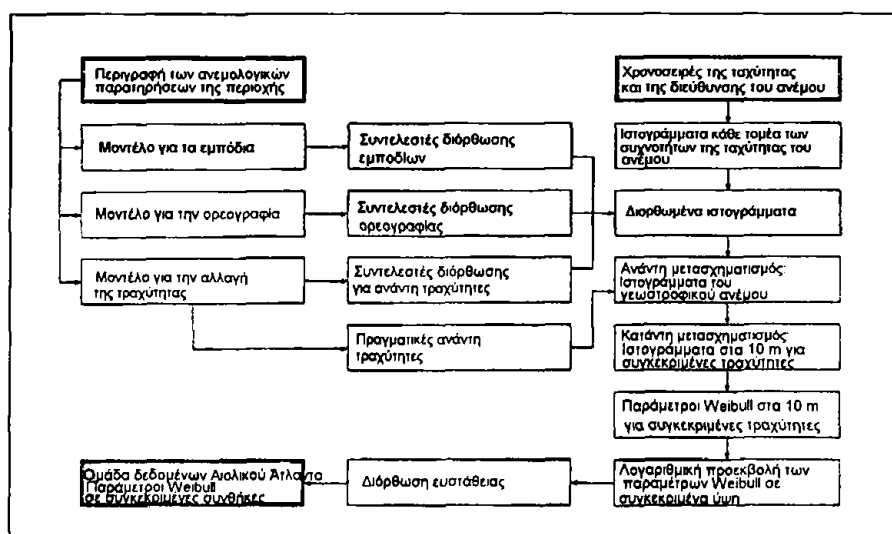 Περιγραφή των ανεμολογικών
παρατηρήσεων της περιοχής
Χρονοσειρές της ταχύτητας
και της διεύθυνσης του ανέμου
Μοντέλο για τα εμπόδια
Συντελεστές διόρθωσης
εμποδίων
Ιστογράμματα κάθε τομέα των
συχνοτήτων της ταχύτητας του
ανέμου
Μοντέλο για την ορεογραφία
Συντελεστές διόρθωσης
ορεογραφίας
Διορθωμένα ιστογράμματα
Μοντέλο για την αλλαγή
της τραχύτητας
Συντελεστές διόρθωσης
για ανάντη τραχύτητες
Ανάντη μετασχηματισμός:
Ιστογράμματα του
γεωστροφικού ανέμου
Πραγματικές ανάντη
τραχύτητες
Κατάντη μετασχηματισμός:
Ιστογράμματα στα 10 m για
συγκεκριμένες τραχύτητες
Παράμετροι Weibull στα 10 m
για συγκεκριμένες τραχύτητες
Ομάδα δεδομένων Αιολικού Άτλαντα
Παράμετροι Weibull
σε συγκεκριμένες συνθήκες
Διόρθωση ευστάθειας
Λογαριθμική προεκβολή των
παραμέτρων Weibull σε
συγκεκριμένα ύψη